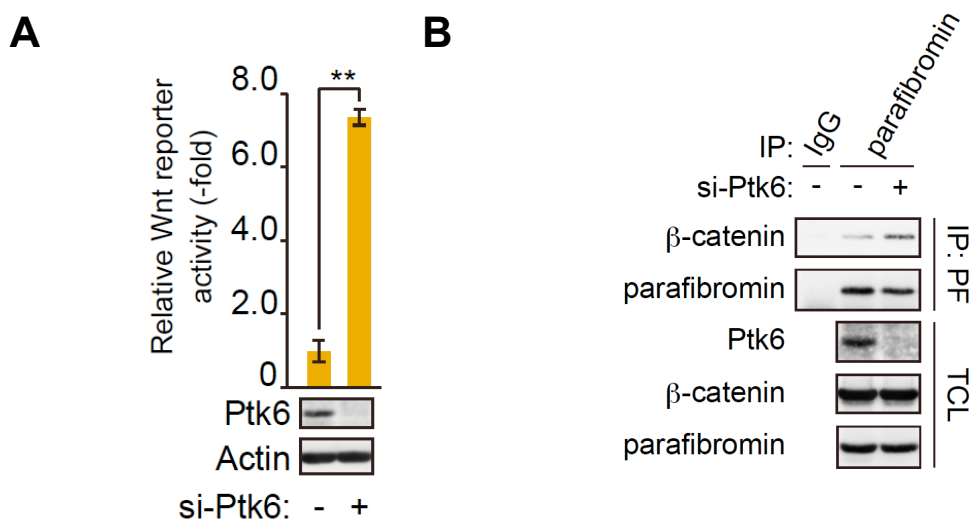 A
Relative Wnt reporter
activity (-fold)
8.0
6.0
4.0
2.0
0
**
Ptk6
Actin
si-Ptk6: - +
B
IP: IgG parafibromin
si-Ptk6: - - +
β-catenin
parafibromin
IP: PF
Ptk6
β-catenin
parafibromin
TCL